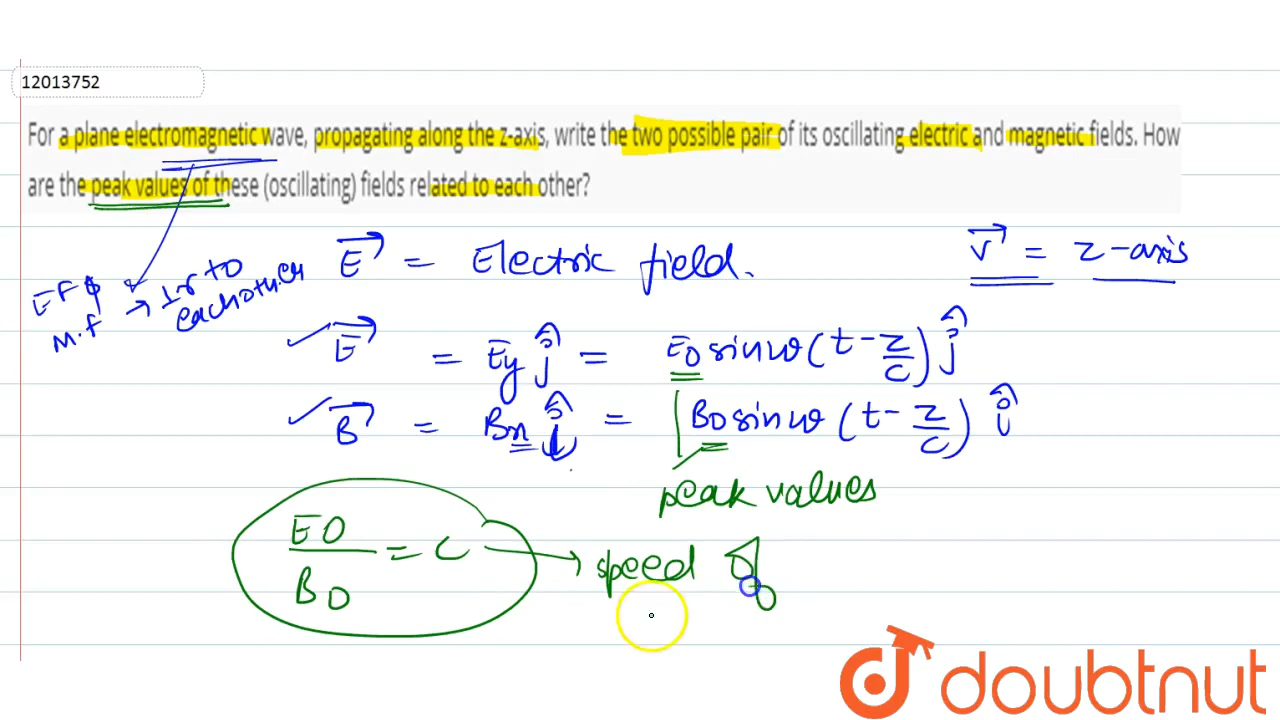 12013752
For a plane electromagnetic wave, propagating along the z-axis, write the two possible pair of its oscillating electric and magnetic fields. How
are the peak values of these (oscillating) fields related to each other?
E⃗ = Electric field.
v⃗ = z-axis
EF &
M.f → ⊥r to
each other
E⃗ = Ey ĵ = E0 sin w(t - z/c) ĵ
B⃗ = Bx î = B0 sin w(t - z/c) î
peak values
E0/B0 = c → speed of
doubtnut